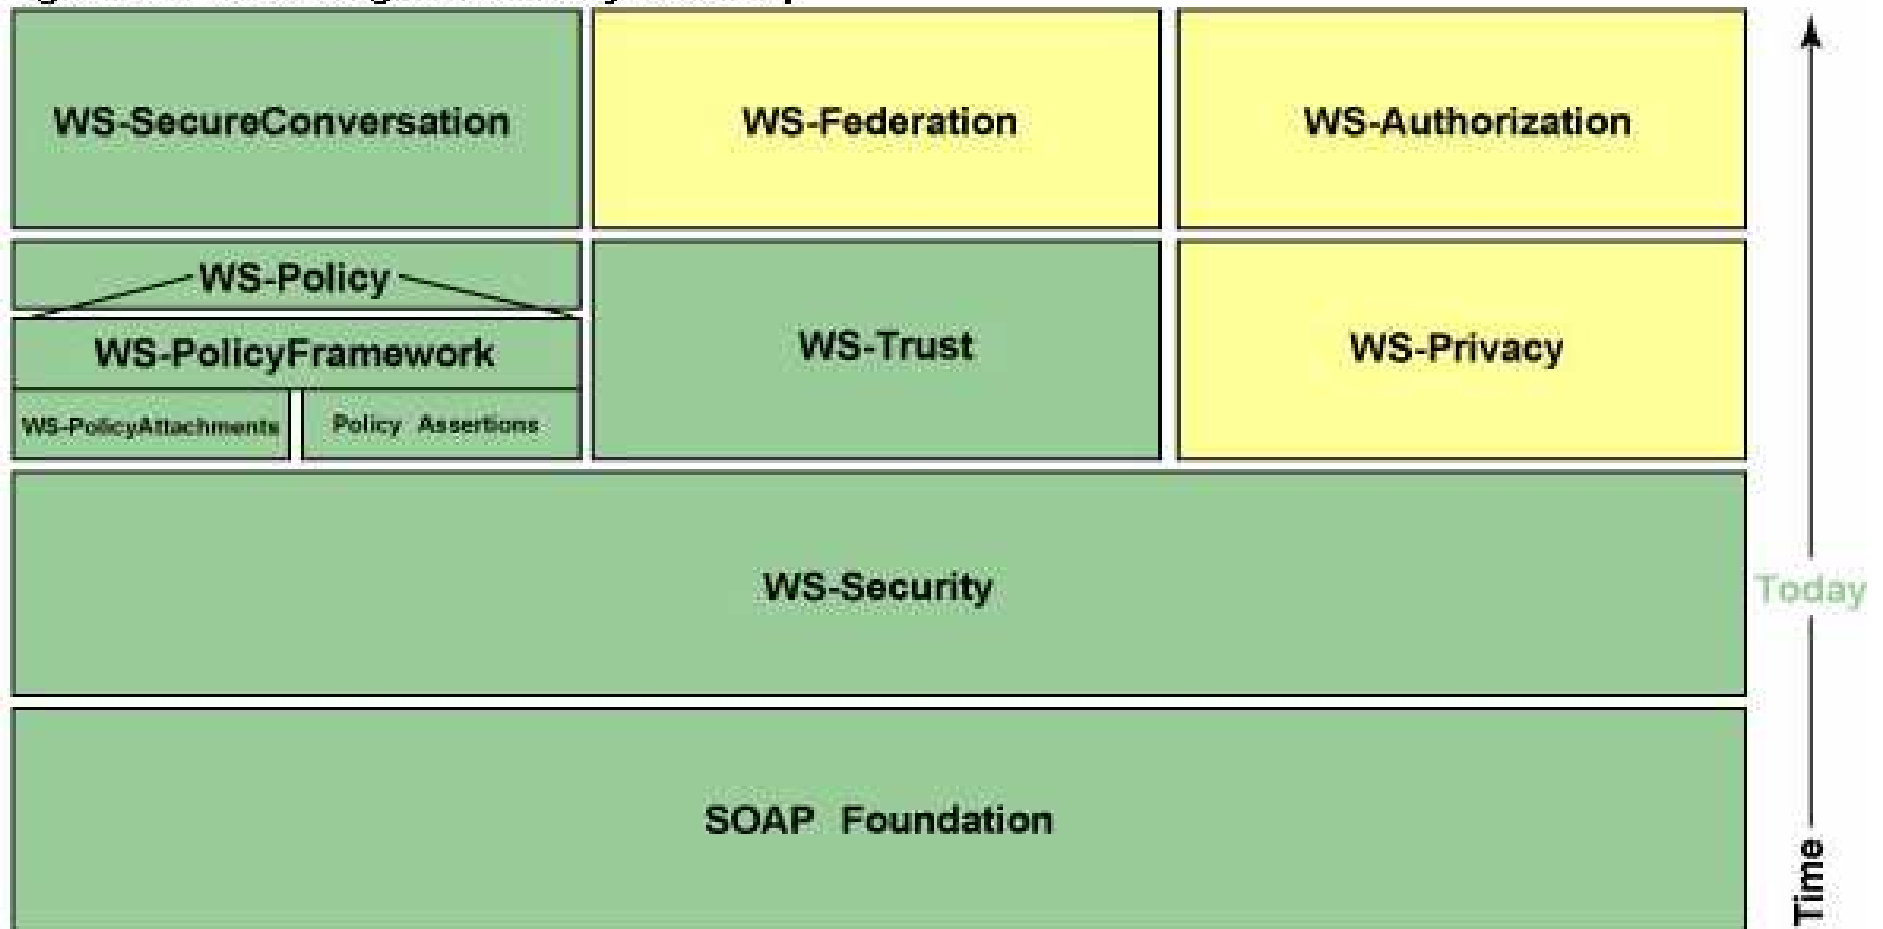 WS-SecureConversation
WS-Federation
WS-Authorization
WS-Policy
WS-PolicyFramework
WS-PolicyAttachments
Policy Assertions
WS-Trust
WS-Privacy
WS-Security
Today
SOAP Foundation
Time